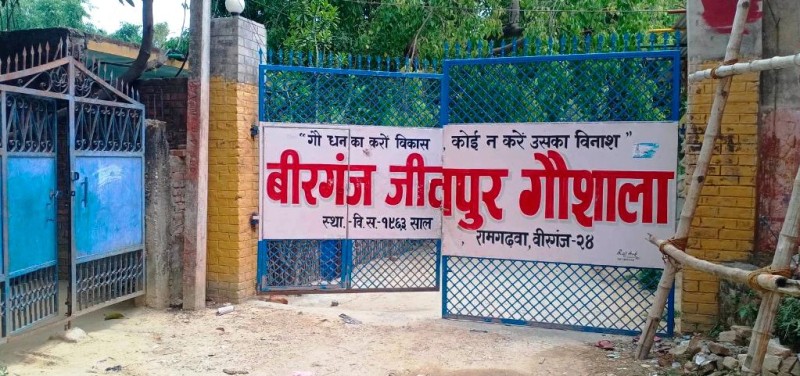 "गौ धन का करो विकास, कोई न करें उसका विनाश"
बीरगंज जीतपुर गौशाला
स्था.-वि.स.-१९६३ साल
रामगढवा, वीरगंज-२४